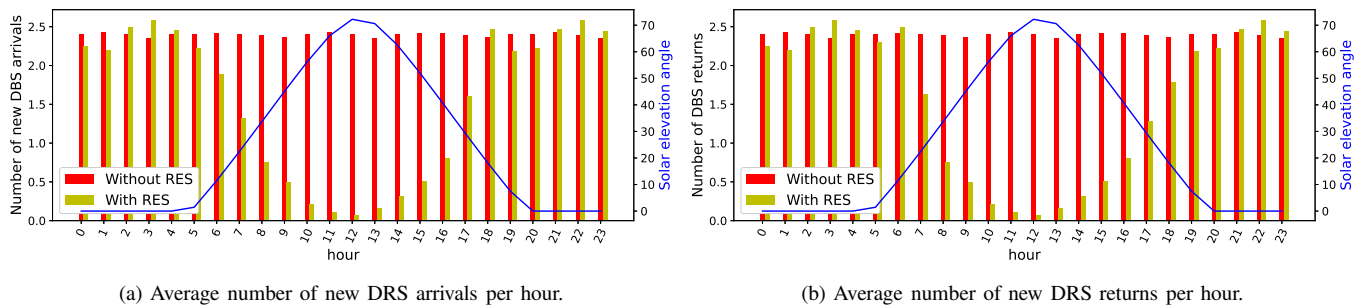 Number of new DBS arrivals
2.5
2.0
1.5
1.0
0.5
0.0
Without RES
With RES
0 1 2 3 4 5 6 7 8 9 10 11 12 13 14 15 16 17 18 19 20 21 22 23
hour
70
60
50
40
30
20
10
0
Solar elevation angle
(a) Average number of new DRS arrivals per hour.
Number of DBS returns
2.5
2.0
1.5
1.0
0.5
0.0
Without RES
With RES
0 1 2 3 4 5 6 7 8 9 10 11 12 13 14 15 16 17 18 19 20 21 22 23
hour
70
60
50
40
30
20
10
0
Solar elevation angle
(b) Average number of new DRS returns per hour.